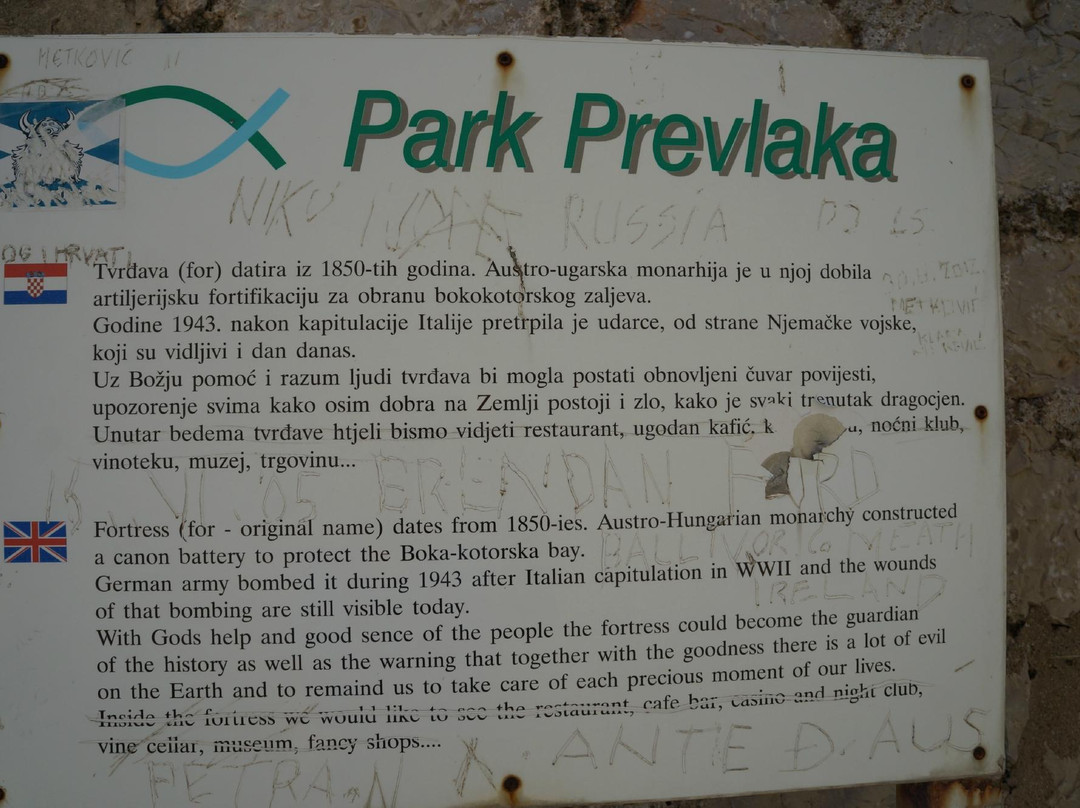 METKOVIĆ
Park Prevlaka
NIKO IVAN RUSSIA
Tvrđava (for) datira iz 1850-tih godina. Austro-ugarska monarhija je u njoj dobila
artiljerijsku fortifikaciju za obranu bokokotorskog zaljeva.
Godine 1943. nakon kapitulacije Italije pretrpila je udarce, od strane Njemačke vojske,
koji su vidljivi i dan danas.
Uz Božju pomoć i razum ljudi tvrđava bi mogla postati obnovljeni čuvar povijesti,
upozorenje svima kako osim dobra na Zemlji postoji i zlo, kako je svaki trenutak dragocjen.
Unutar bedema tvrđave htjeli bismo vidjeti restaurant, ugodan kafić, k u, noćni klub,
vinoteku, muzej, trgovinu...
METKOVIĆ
BRENDAN FORD
Fortress (for - original name) dates from 1850-ies. Austro-Hungarian monarchy constructed
a canon battery to protect the Boka-kotorska bay.
German army bombed it during 1943 after Italian capitulation in WWII and the wounds
of that bombing are still visible today.
With Gods help and good sence of the people the fortress could become the guardian
of the history as well as the warning that together with the goodness there is a lot of evil
on the Earth and to remaind us to take care of each precious moment of our lives.
Inside the fortress we would like to see the restaurant, cafe bar, casino and night club,
vine cellar, museum, fancy shops....
MEATH
IRELAND
PETRA.N ANTE Đ. AUS